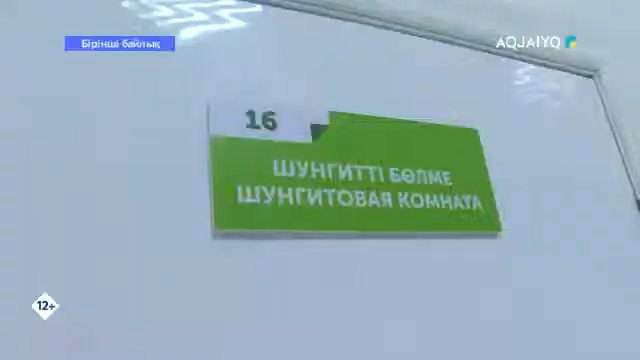 Бірінші байлық
AQJAIYQ
16
ШУНГИТТІ БӨЛМЕ
ШУНГИТОВАЯ КОМНАТА
12+